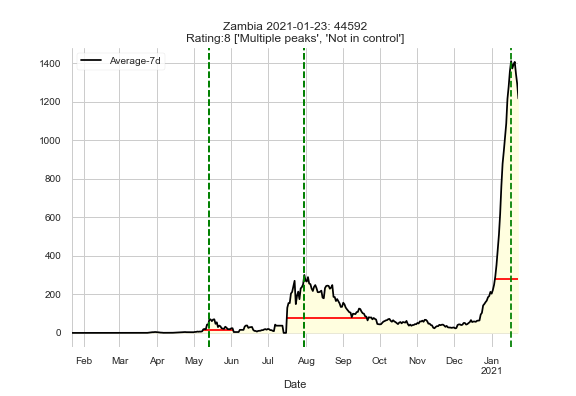 Zambia 2021-01-23: 44592
Rating:8 ['Multiple peaks', 'Not in control']
Average-7d
1400
1200
1000
800
600
400
200
0
Feb Mar Apr May Jun Jul Aug Sep Oct Nov Dec Jan
2021
Date